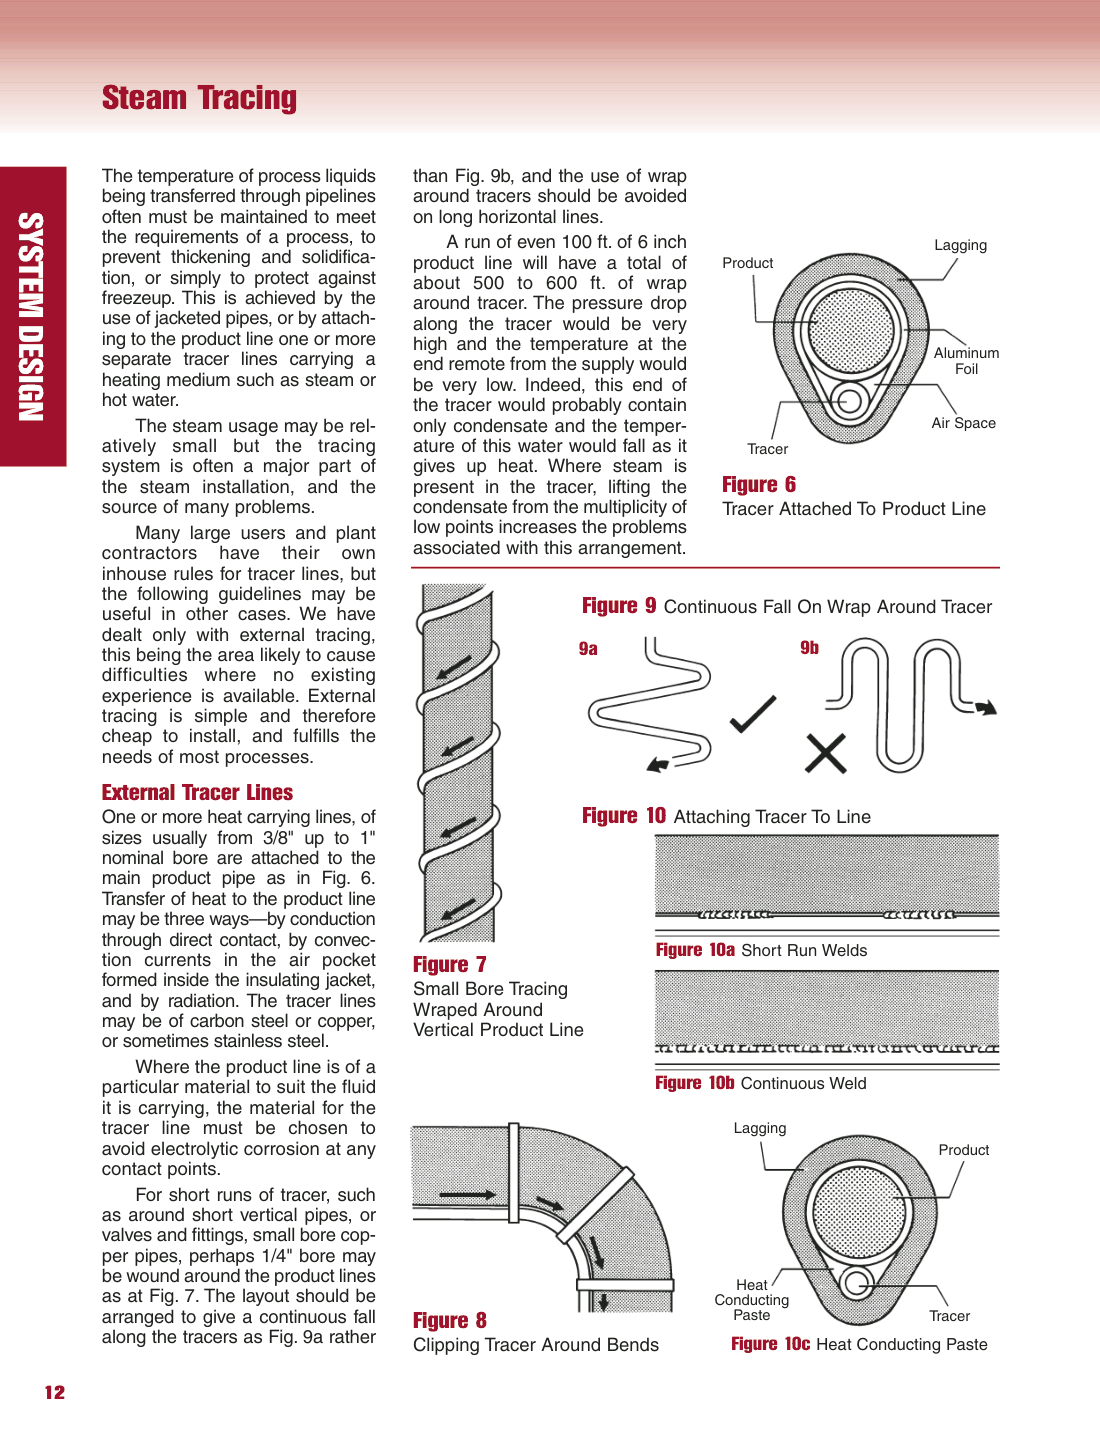 Steam Tracing
SYSTEM DESIGN
The temperature of process liquids
being transferred through pipelines
often must be maintained to meet
the requirements of a process, to
prevent thickening and solidifica-
tion, or simply to protect against
freezeup. This is achieved by the
use of jacketed pipes, or by attach-
ing to the product line one or more
separate tracer lines carrying a
heating medium such as steam or
hot water.
The steam usage may be rel-
atively small but the tracing
system is often a major part of
the steam installation, and the
source of many problems.
Many large users and plant
contractors have their own
inhouse rules for tracer lines, but
the following guidelines may be
useful in other cases. We have
dealt only with external tracing,
this being the area likely to cause
difficulties where no existing
experience is available. External
tracing is simple and therefore
cheap to install, and fulfills the
needs of most processes.
External Tracer Lines
One or more heat carrying lines, of
sizes usually from 3/8" up to 1"
nominal bore are attached to the
main product pipe as in Fig. 6.
Transfer of heat to the product line
may be three ways—by conduction
through direct contact, by convec-
tion currents in the air pocket
formed inside the insulating jacket,
and by radiation. The tracer lines
may be of carbon steel or copper,
or sometimes stainless steel.
Where the product line is of a
particular material to suit the fluid
it is carrying, the material for the
tracer line must be chosen to
avoid electrolytic corrosion at any
contact points.
For short runs of tracer, such
as around short vertical pipes, or
valves and fittings, small bore cop-
per pipes, perhaps 1/4" bore may
be wound around the product lines
as at Fig. 7. The layout should be
arranged to give a continuous fall
along the tracers as Fig. 9a rather
than Fig. 9b, and the use of wrap
around tracers should be avoided
on long horizontal lines.
A run of even 100 ft. of 6 inch
product line will have a total of
about 500 to 600 ft. of wrap
around tracer. The pressure drop
along the tracer would be very
high and the temperature at the
end remote from the supply would
be very low. Indeed, this end of
the tracer would probably contain
only condensate and the temper-
ature of this water would fall as it
gives up heat. Where steam is
present in the tracer, lifting the
condensate from the multiplicity of
low points increases the problems
associated with this arrangement.
Lagging
Product
Aluminum
Foil
Air Space
Tracer
Figure 6
Tracer Attached To Product Line
Figure 9 Continuous Fall On Wrap Around Tracer
9a
9b
Figure 7
Small Bore Tracing
Wraped Around
Vertical Product Line
Figure 10 Attaching Tracer To Line
Figure 10a Short Run Welds
Figure 10b Continuous Weld
Figure 8
Clipping Tracer Around Bends
Lagging
Product
Heat
Conducting
Paste
Tracer
Figure 10c Heat Conducting Paste
12